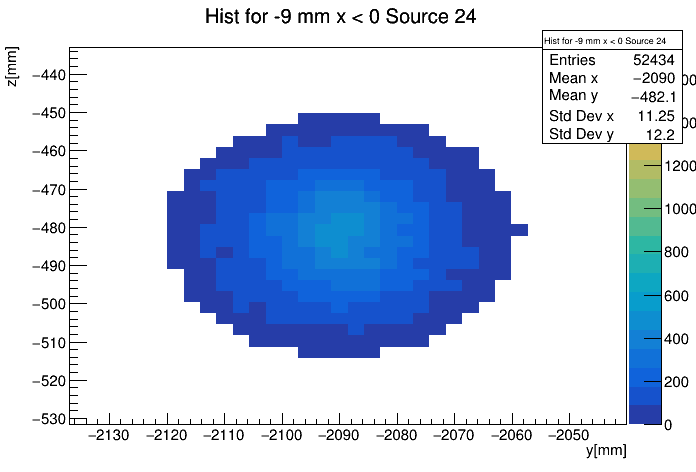 Hist for -9 mm x < 0 Source 24
z[mm]
Hist for -9 mm x < 0 Source 24
Entries 52434
Mean x −2090
Mean y −482.1
Std Dev x 11.25
Std Dev y 12.2
−440
−450
−460
−470
−480
−490
−500
−510
−520
−530
1200
1000
800
600
400
200
0
−2130 −2120 −2110 −2100 −2090 −2080 −2070 −2060 −2050
y[mm]